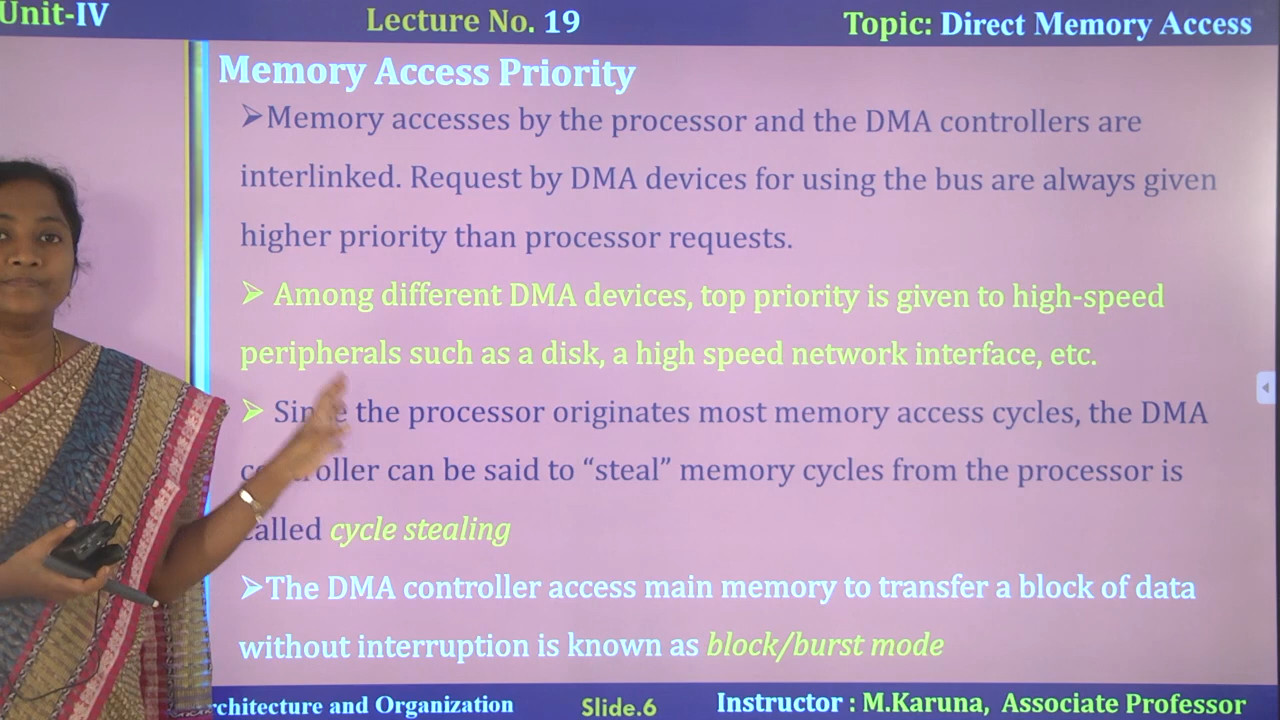 Unit-IV
Lecture No. 19
Topic: Direct Memory Access
Memory Access Priority
➢Memory accesses by the processor and the DMA controllers are
interlinked. Request by DMA devices for using the bus are always given
higher priority than processor requests.
➢ Among different DMA devices, top priority is given to high-speed
peripherals such as a disk, a high speed network interface, etc.
➢ Since the processor originates most memory access cycles, the DMA
controller can be said to “steal” memory cycles from the processor is
called cycle stealing
➢The DMA controller access main memory to transfer a block of data
without interruption is known as block/burst mode
rchitecture and Organization
Slide.6
Instructor : M.Karuna, Associate Professor